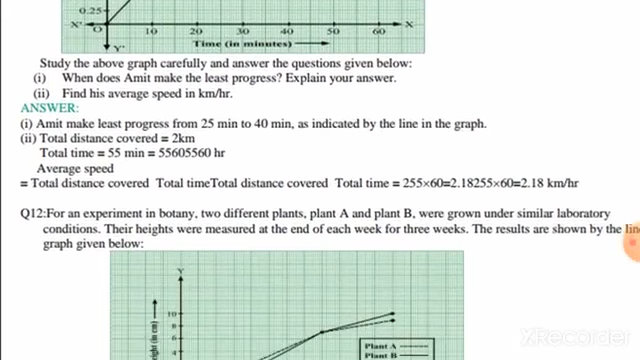 0.25
X' O 10 20 30 40 50 60 X
Y' Time (in minutes)
Study the above graph carefully and answer the questions given below:
(i) When does Amit make the least progress? Explain your answer.
(ii) Find his average speed in km/hr.
ANSWER:
(i) Amit make least progress from 25 min to 40 min, as indicated by the line in the graph.
(ii) Total distance covered = 2km
Total time = 55 min = 55605560 hr
Average speed
= Total distance covered Total timeTotal distance covered Total time = 255×60=2.18255×60=2.18 km/hr
Q12:For an experiment in botany, two different plants, plant A and plant B, were grown under similar laboratory
conditions. Their heights were measured at the end of each week for three weeks. The results are shown by the
graph given below:
Y
10
8
6
4
(in cm)
Plant A
Plant B
XRecorder